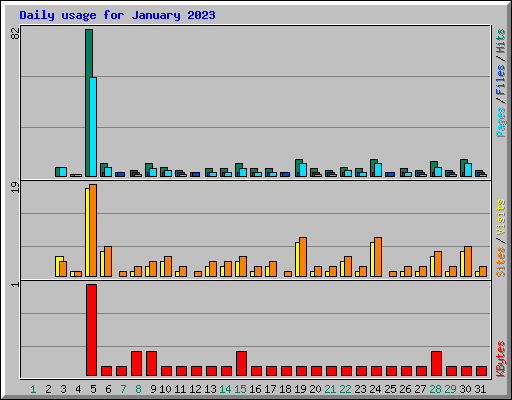 Daily usage for January 2023
82
Pages / Files / Hits
19
Sites / Visits
1
KBytes
1 2 3 4 5 6 7 8 9 10 11 12 13 14 15 16 17 18 19 20 21 22 23 24 25 26 27 28 29 30 31